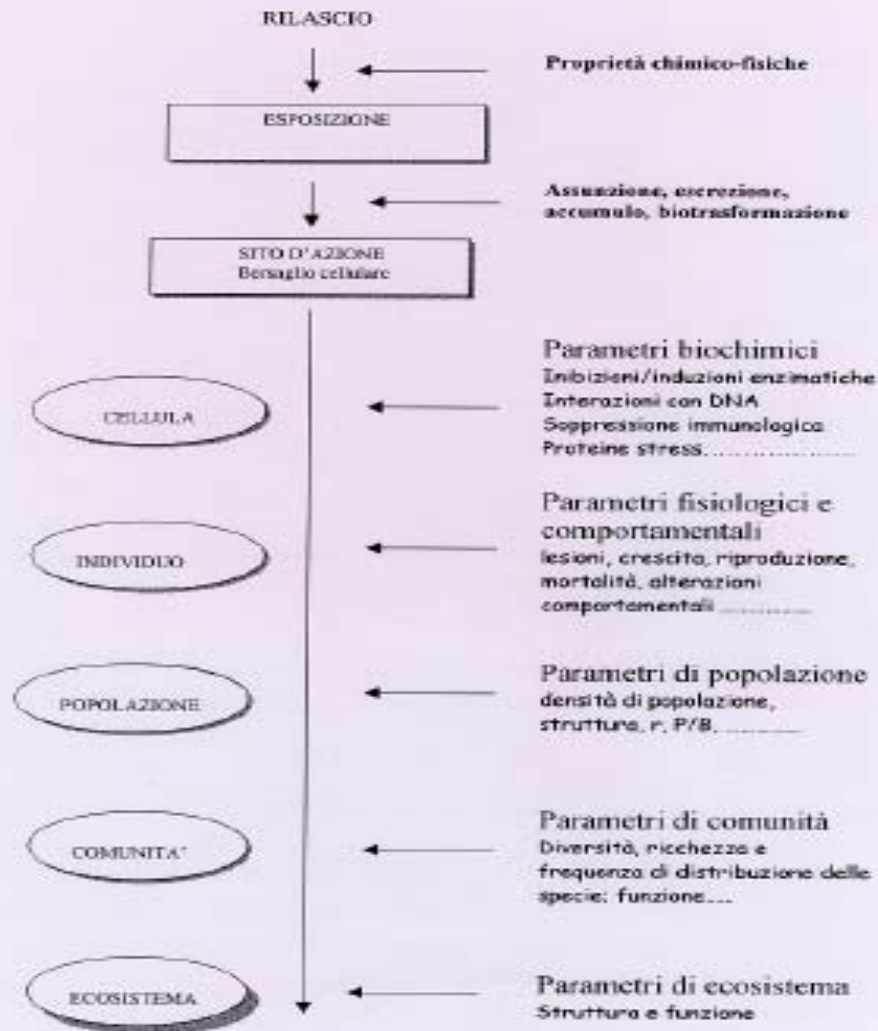 RILASCIO
Proprietà chimico-fisiche
ESPOSIZIONE
Assunzione, escrezione,
accumulo, biotrasformazione
SITO D'AZIONE
Bersaglio cellulare
Parametri biochimici
Inibizioni/induzioni enzimatiche
Interazioni con DNA
Soppressione immunologica
Proteine stress...................
CELLULA
Parametri fisiologici e
comportamentali
lesioni, crescita, riproduzione,
mortalità, alterazioni
comportamentali ............
INDIVIDUO
Parametri di popolazione
densità di popolazione,
struttura, r, P/B, ...........
POPOLAZIONE
Parametri di comunità
Diversità, ricchezza e
frequenza di distribuzione delle
specie; funzione....
COMUNITA'
Parametri di ecosistema
Struttura e funzione
ECOSISTEMA